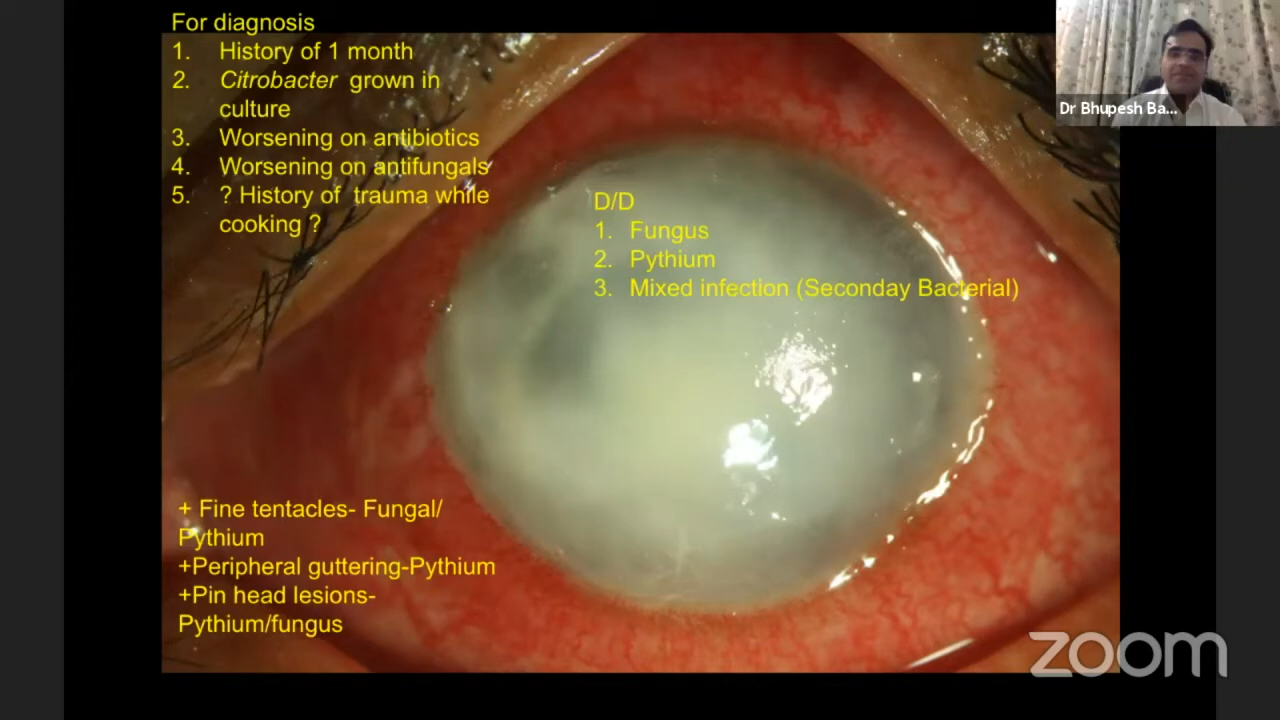 For diagnosis
1. History of 1 month
2. Citrobacter grown in
culture
3. Worsening on antibiotics
4. Worsening on antifungals
5. ? History of trauma while
cooking ?
D/D
1. Fungus
2. Pythium
3. Mixed infection (Seconday Bacterial)
+ Fine tentacles- Fungal/
Pythium
+Peripheral guttering-Pythium
+Pin head lesions-
Pythium/fungus
Dr Bhupesh Ba...
zoom